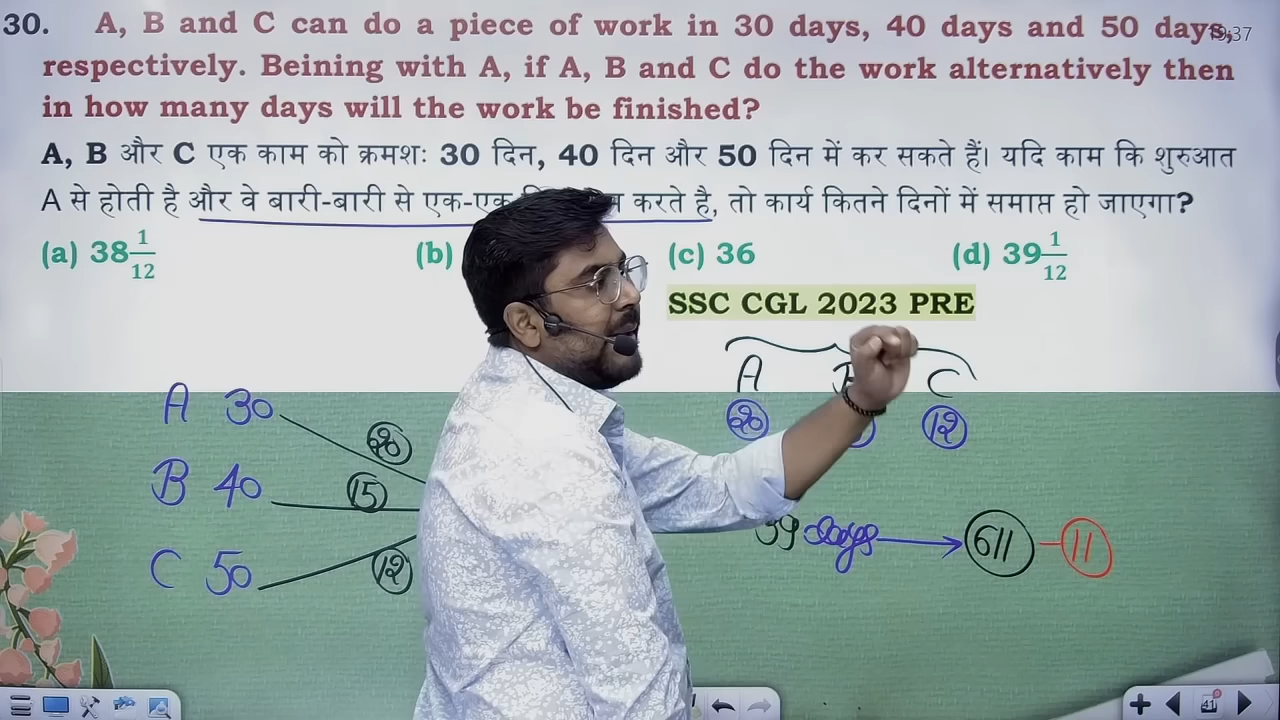 30. A, B and C can do a piece of work in 30 days, 40 days and 50 days,
respectively. Beining with A, if A, B and C do the work alternatively then
in how many days will the work be finished?
A, B और C एक काम को क्रमशः 30 दिन, 40 दिन और 50 दिन में कर सकते हैं। यदि काम कि शुरुआत
A से होती है और वे बारी-बारी से एक-एक करते है, तो कार्य कितने दिनों में समाप्त हो जाएगा?
(a) 38 1/12 (b) (c) 36 (d) 39 1/12
SSC CGL 2023 PRE
A C
20 12
A 30
20
B 40 15
C 50 12
39 days 611 11
41